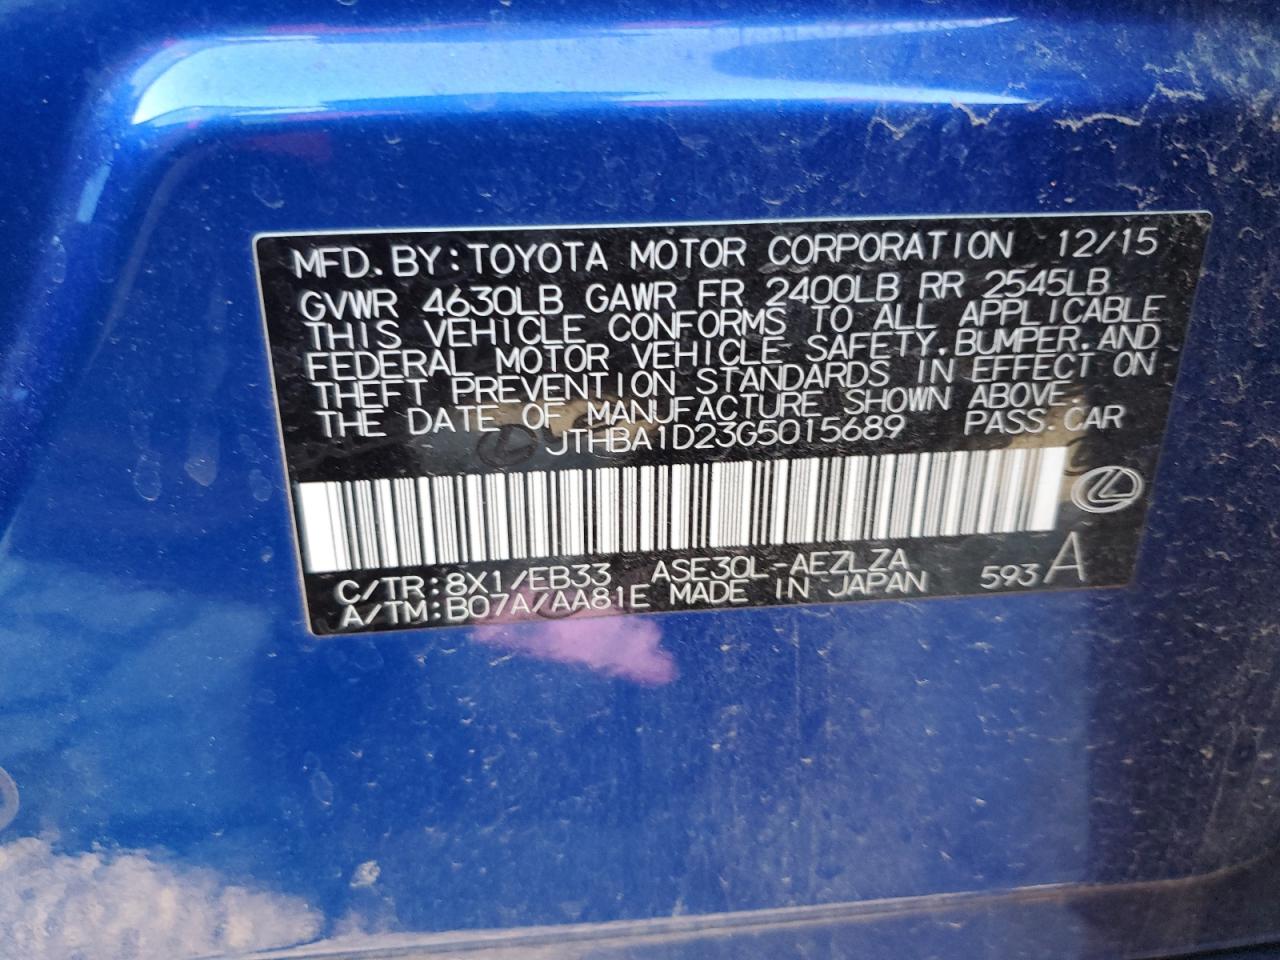 MFD. BY: TOYOTA MOTOR CORPORATION 12/15
GVWR 4630LB GAWR FR 2400LB RR 2545LB
THIS VEHICLE CONFORMS TO ALL APPLICABLE
FEDERAL MOTOR VEHICLE SAFETY, BUMPER, AND
THEFT PREVENTION STANDARDS IN EFFECT ON
THE DATE OF MANUFACTURE SHOWN ABOVE.
JTHBA1D23G5015689 PASS. CAR
C/TR: 8X1/EB33 ASE30L-AEZLZA
A/TM: B07A/AA81E MADE IN JAPAN 593 A